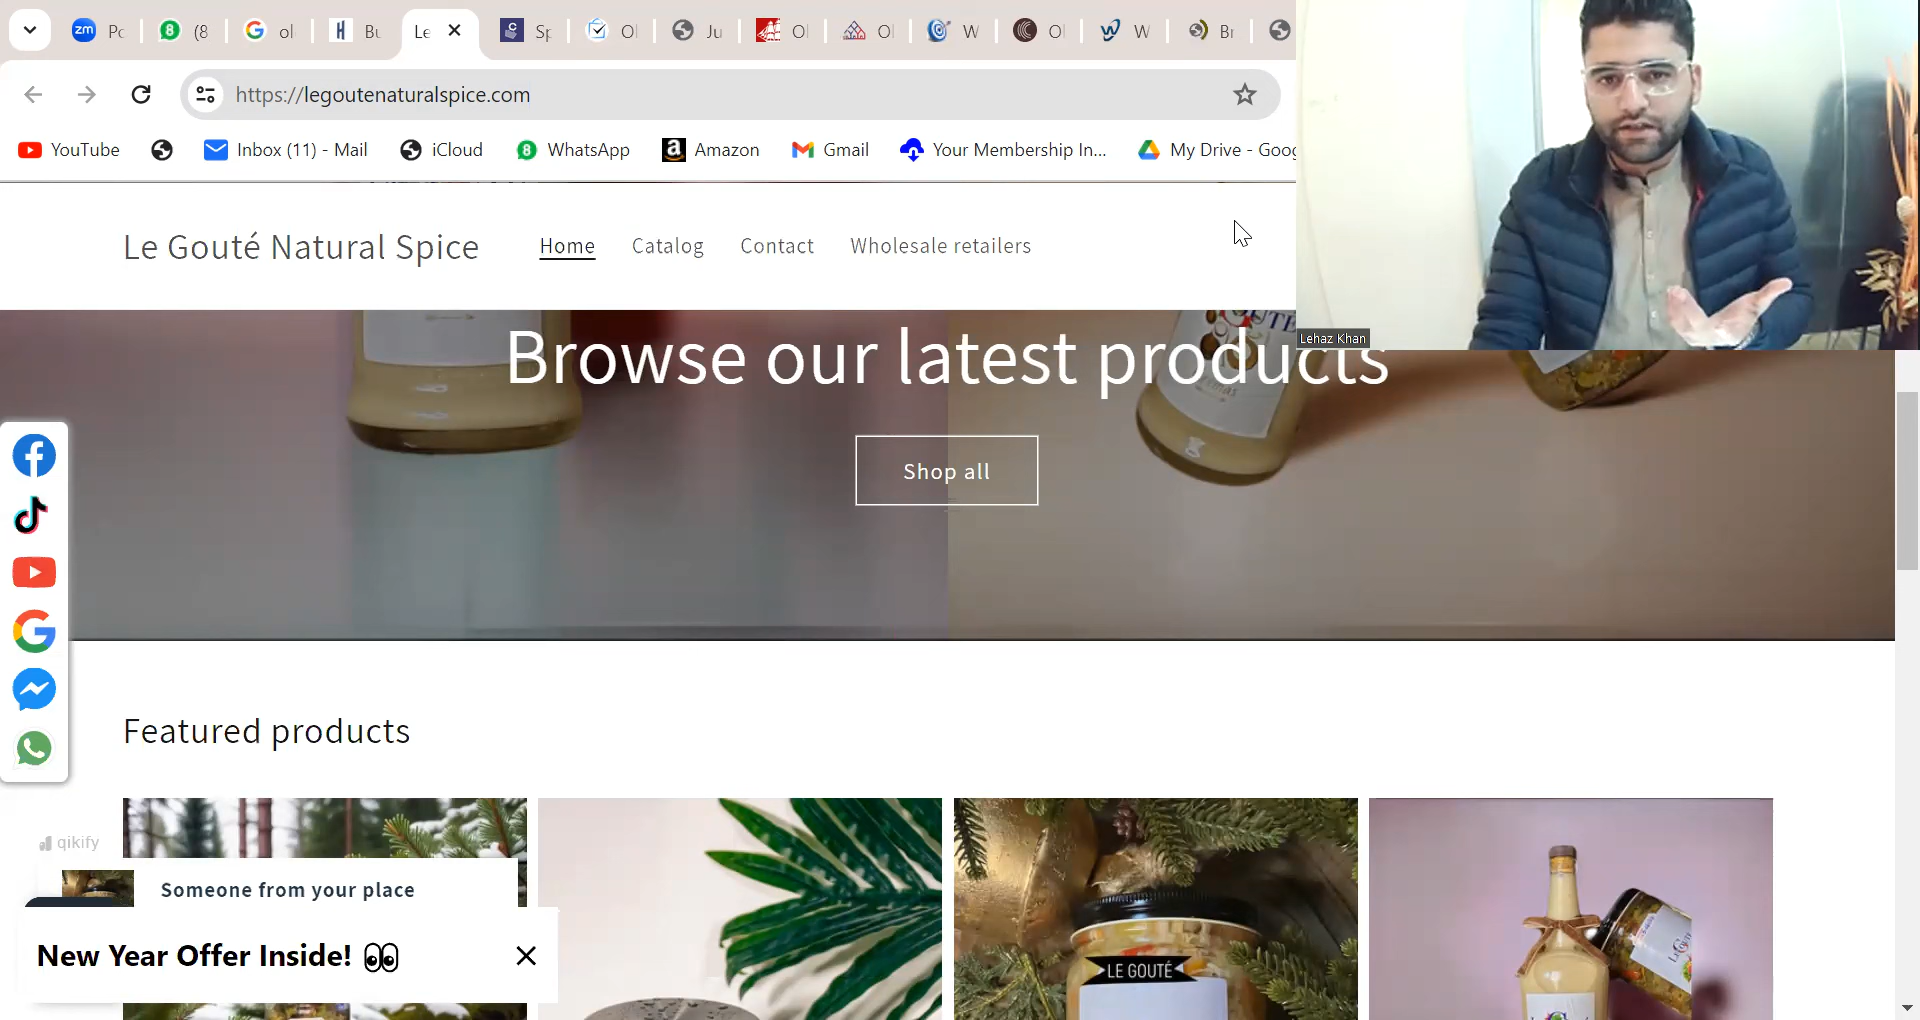 zm Pc
8 (8
ol
Bu
Le
Sp
Ol
Ju
Ol
Ol
W
Ol
W
Br
https://legoutenaturalspice.com
YouTube
Inbox (11) - Mail
iCloud
8 WhatsApp
a Amazon
Gmail
Your Membership In...
My Drive - Goog
Lehaz Khan
Le Gouté Natural Spice
Home
Catalog
Contact
Wholesale retailers
Browse our latest products
Shop all
Featured products
qikify
Someone from your place
New Year Offer Inside! 👀
LE GOUTÉ